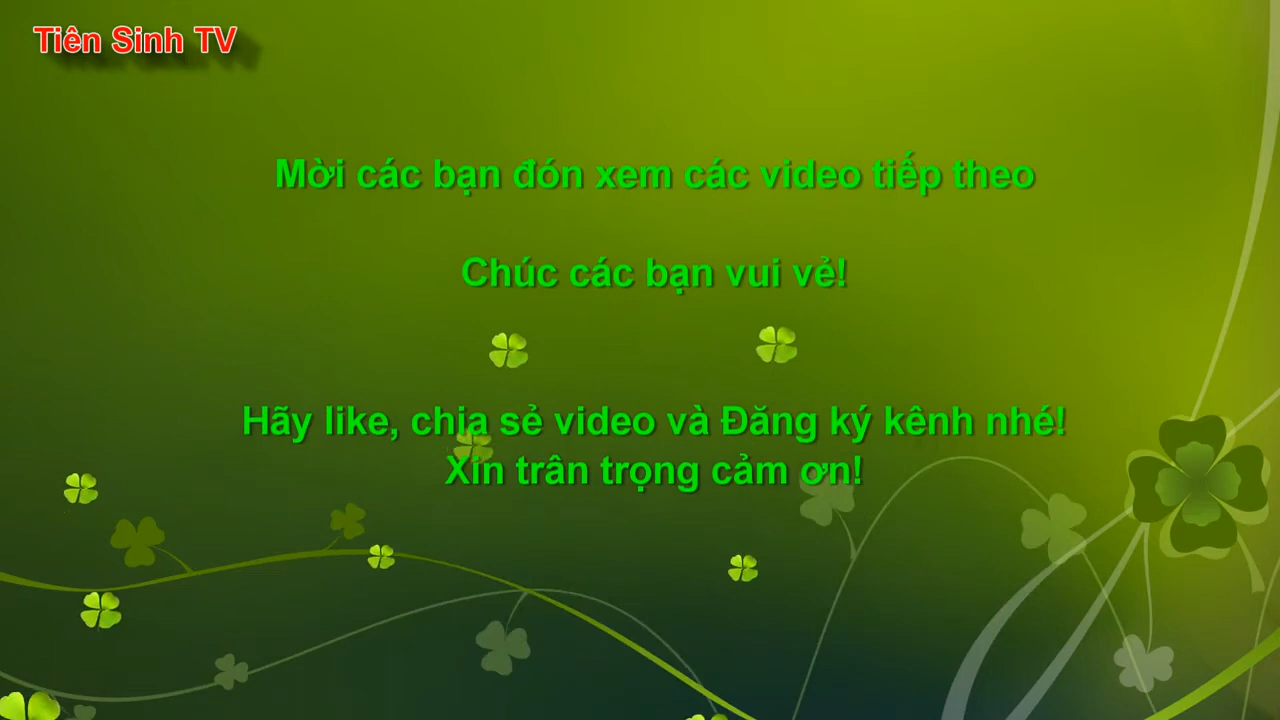 Tiên Sinh TV
Mời các bạn đón xem các video tiếp theo
Chúc các bạn vui vẻ!
Hãy like, chia sẻ video và Đăng ký kênh nhé!
Xin trân trọng cảm ơn!